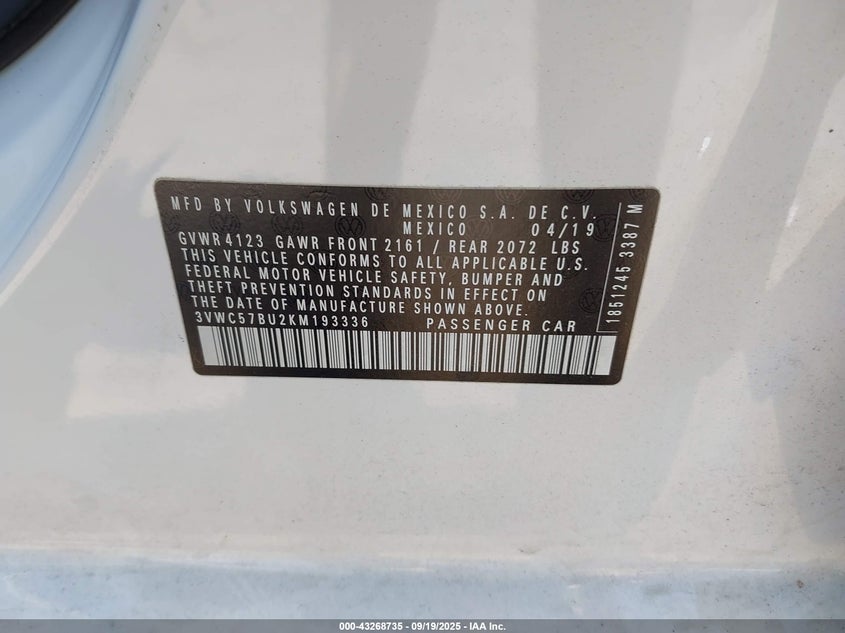 MFD BY VOLKSWAGEN DE MEXICO S.A. DE C.V.
MEXICO 04/19
GVWR 4123 GAWR FRONT 2161 / REAR 2072 LBS
THIS VEHICLE CONFORMS TO ALL APPLICABLE U.S.
FEDERAL MOTOR VEHICLE SAFETY, BUMPER AND
THEFT PREVENTION STANDARDS IN EFFECT ON
THE DATE OF MANUFACTURE SHOWN ABOVE.
3VWC57BU2KM193336 PASSENGER CAR
1851245 3387 M
000-43268735 - 09/19/2025 - IAA Inc.